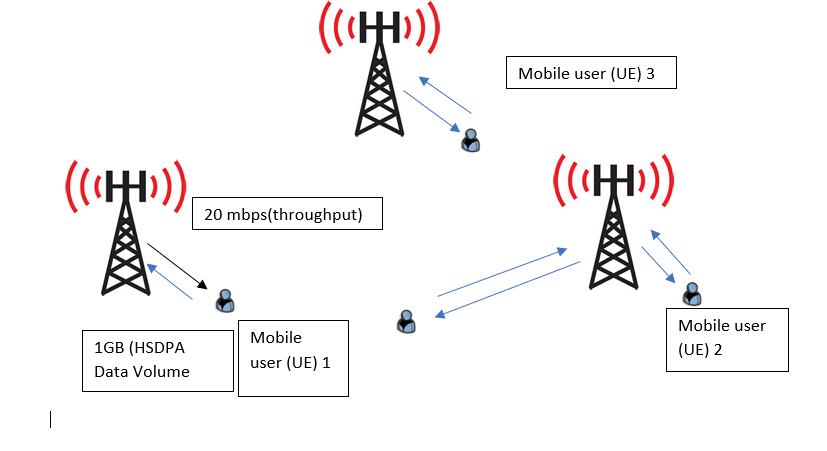 Mobile user (UE) 3
20 mbps(throughput)
1GB (HSDPA
Data Volume
Mobile
user (UE) 1
Mobile user
(UE) 2